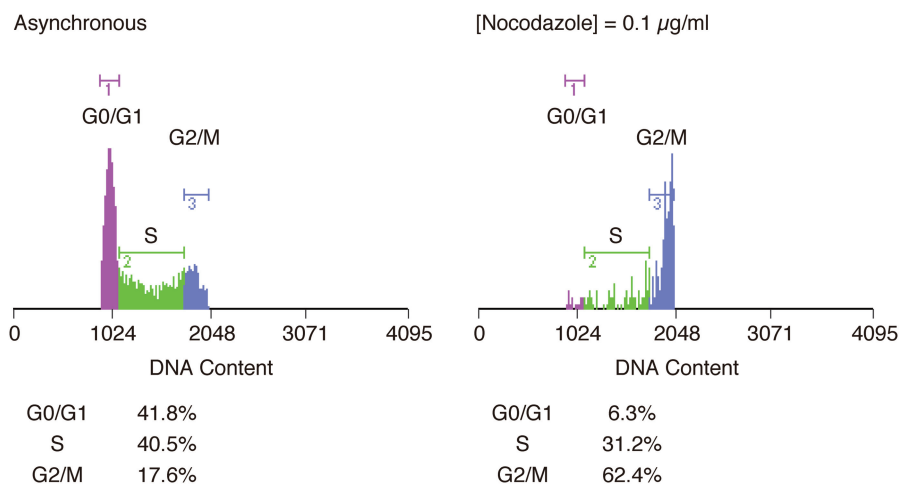 Asynchronous
1
G0/G1
G2/M
3
S
2
0 1024 2048 3071 4095
DNA Content
G0/G1 41.8%
S 40.5%
G2/M 17.6%
[Nocodazole] = 0.1 µg/ml
1
G0/G1
G2/M
3
S
2
0 1024 2048 3071 4095
DNA Content
G0/G1 6.3%
S 31.2%
G2/M 62.4%